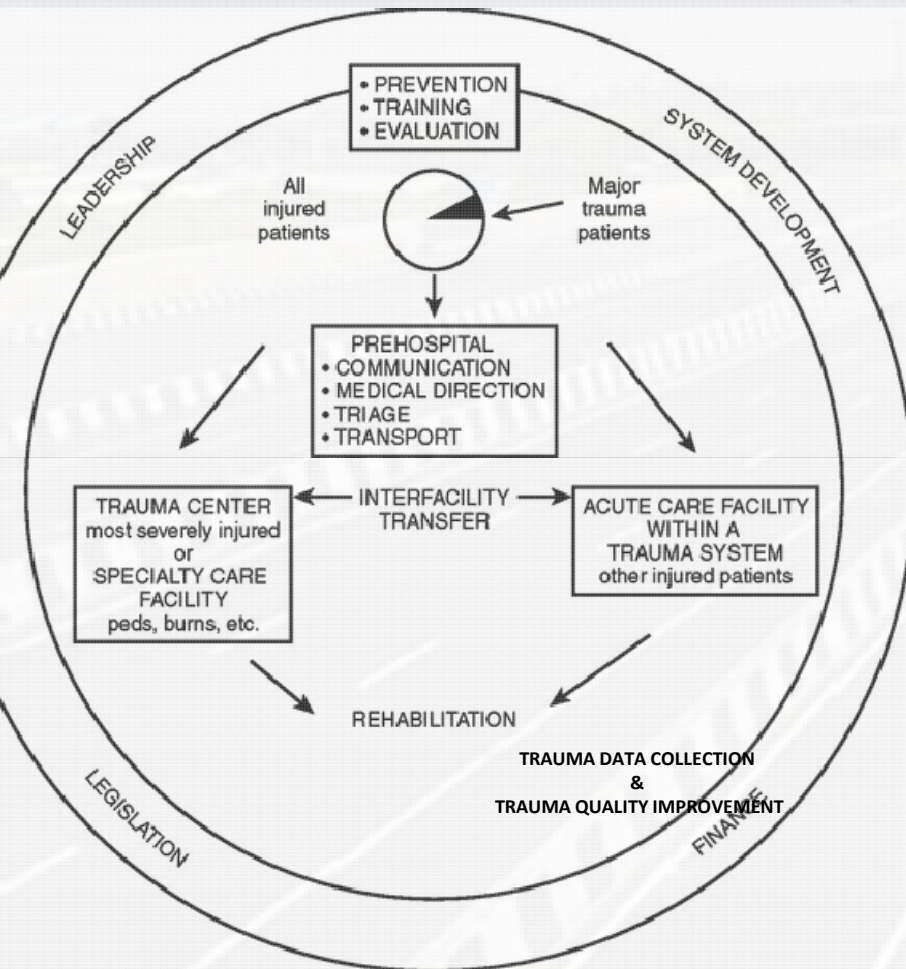 • PREVENTION
• TRAINING
• EVALUATION
LEADERSHIP
SYSTEM DEVELOPMENT
All
injured
patients
Major
trauma
patients
PREHOSPITAL
• COMMUNICATION
• MEDICAL DIRECTION
• TRIAGE
• TRANSPORT
TRAUMA CENTER
most severely injured
or
SPECIALTY CARE
FACILITY
peds, burns, etc.
INTERFACILITY
TRANSFER
ACUTE CARE FACILITY
WITHIN A
TRAUMA SYSTEM
other injured patients
REHABILITATION
TRAUMA DATA COLLECTION
&
TRAUMA QUALITY IMPROVEMENT
LEGISLATION
FINANCE